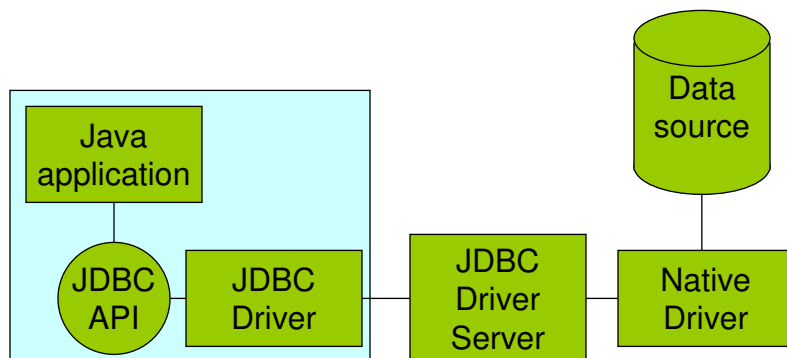 Data
source
Java
application
JDBC
API
JDBC
Driver
JDBC
Driver
Server
Native
Driver